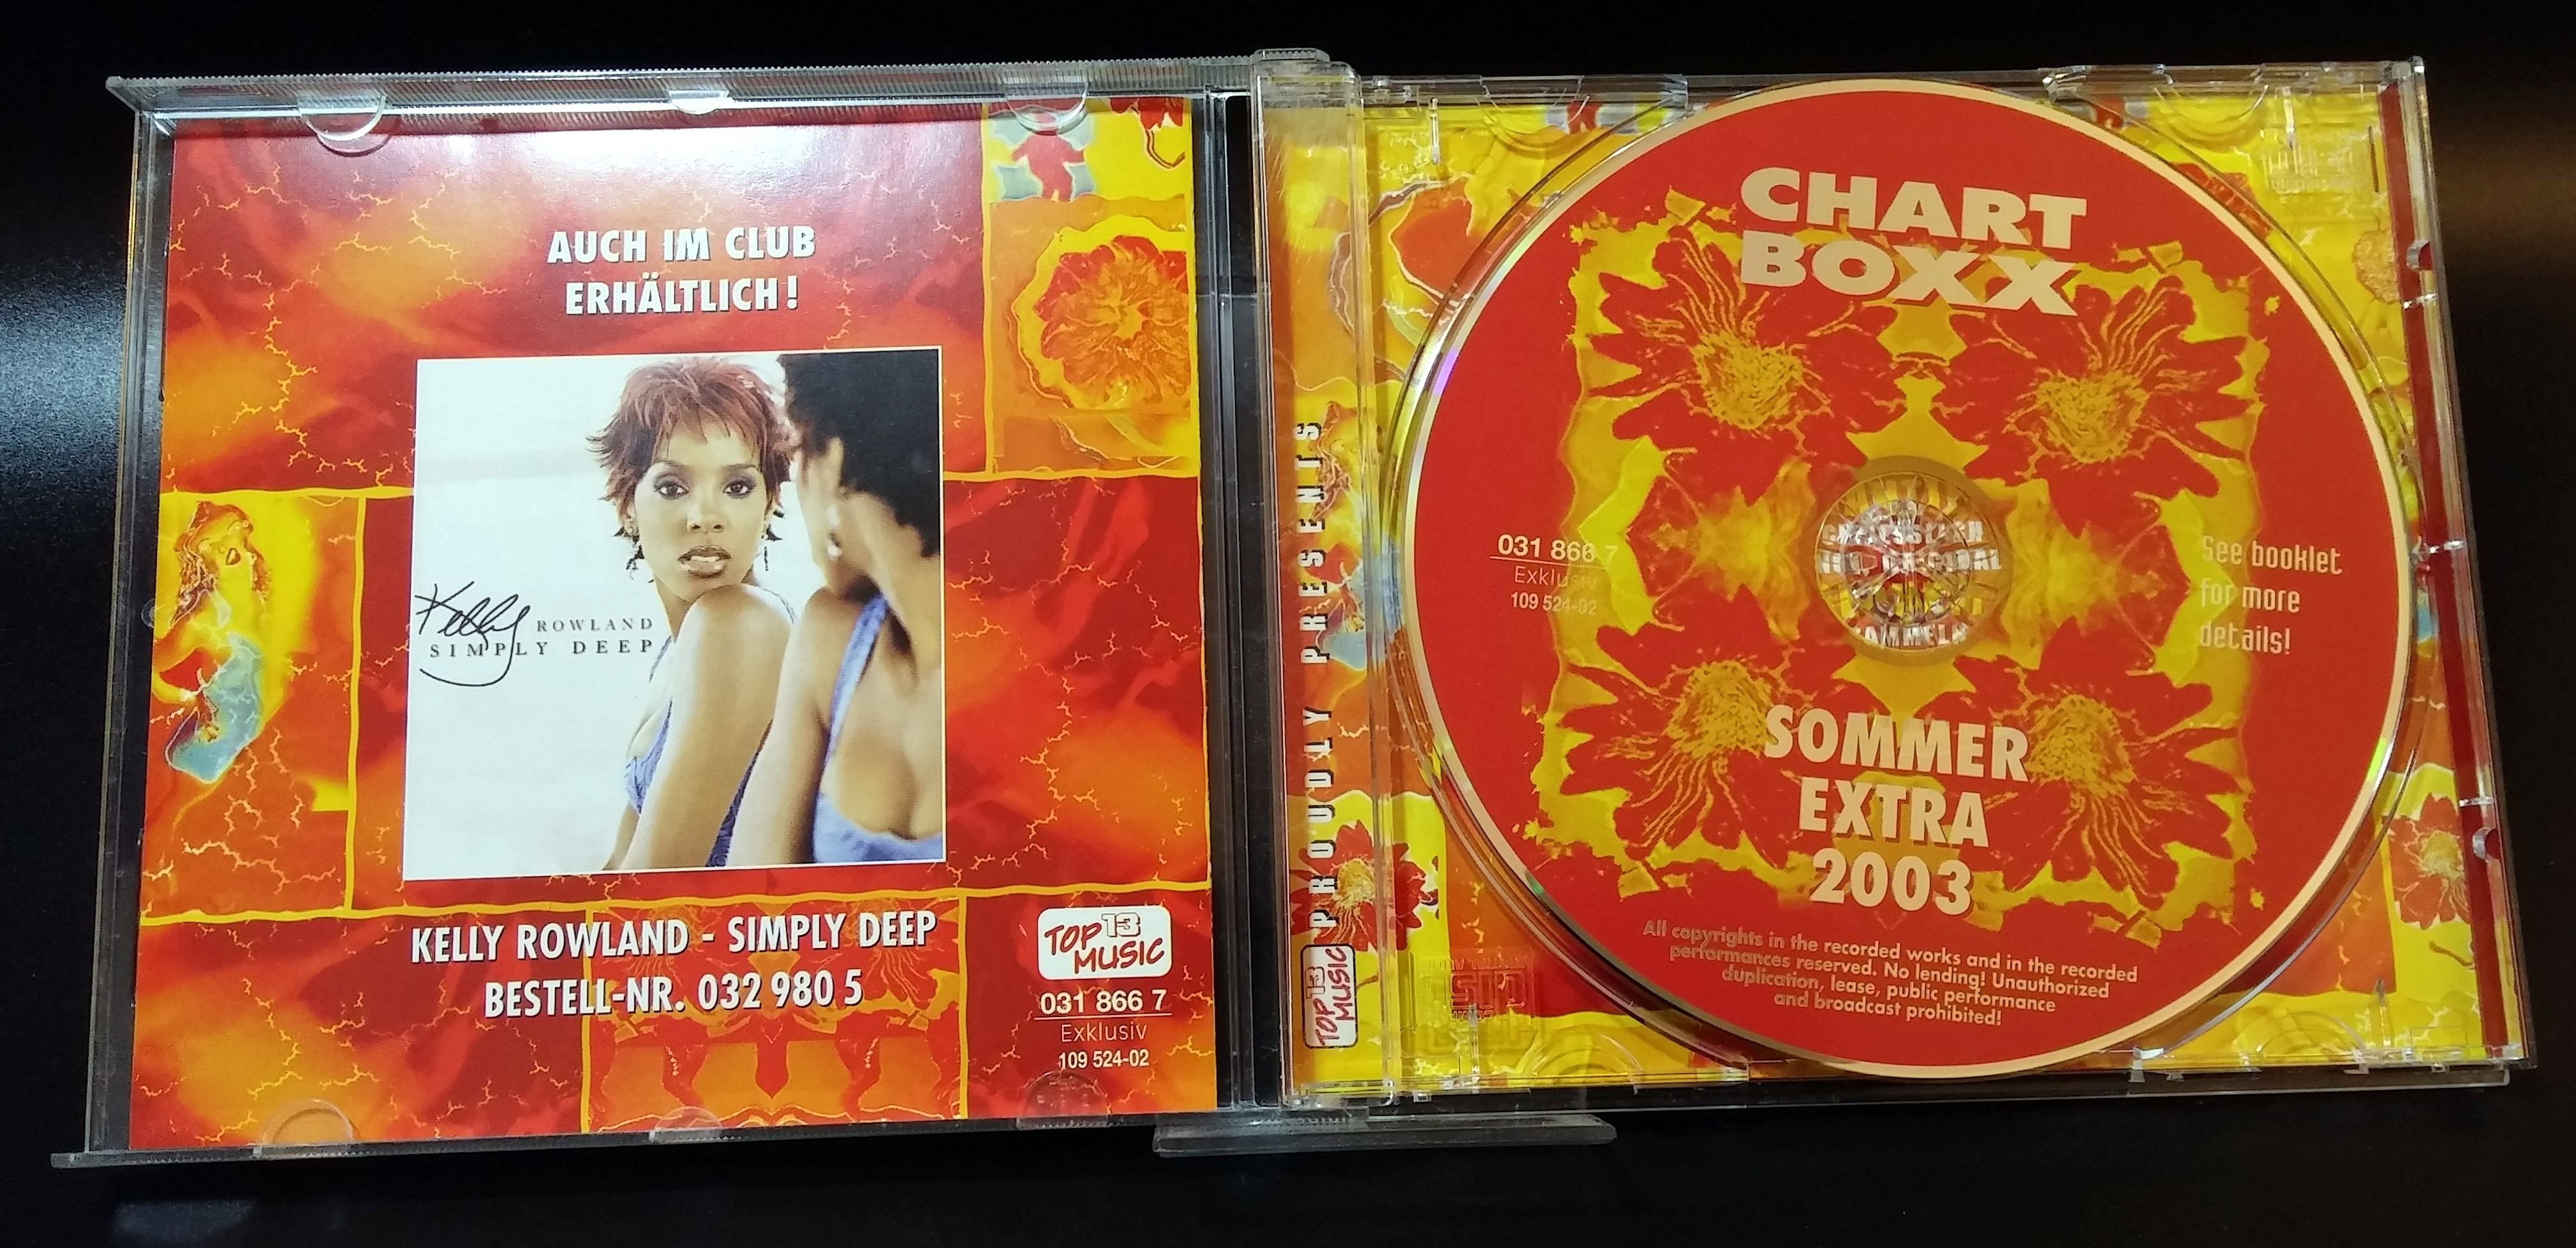 AUCH IM CLUB
ERHÄLTLICH!
Kelly ROWLAND
SIMPLY DEEP
KELLY ROWLAND - SIMPLY DEEP
BESTELL-NR. 032 980 5
TOP 13
MUSIC
031 866 7
Exklusiv
109 524-02
PROUDLY PRESENTS
TOP 13
MUSIC
CHART
BOXX
031 866 7
Exklusiv
109 524-02
See booklet
for more
details!
SOMMER
EXTRA
2003
All copyrights in the recorded works and in the recorded
performances reserved. No lending! Unauthorized
duplication, lease, public performance
and broadcast prohibited!